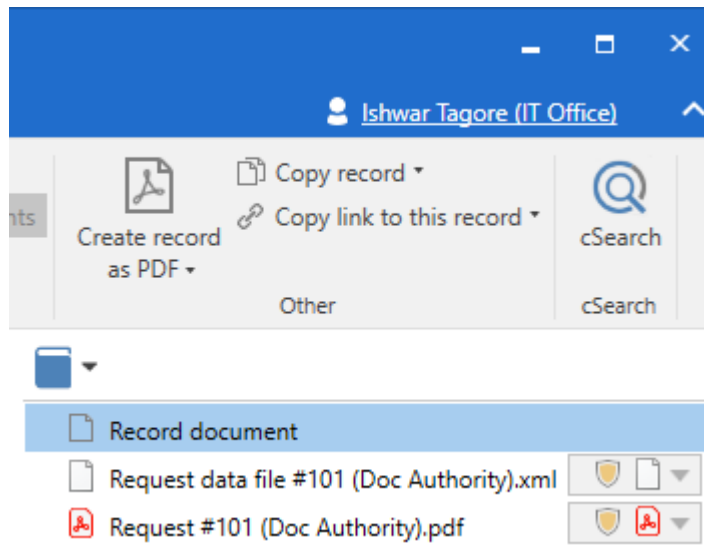 Ishwar Tagore (IT Office)
Copy record
Copy link to this record
Create record
as PDF
cSearch
Other
cSearch
Record document
Request data file #101 (Doc Authority).xml
Request #101 (Doc Authority).pdf